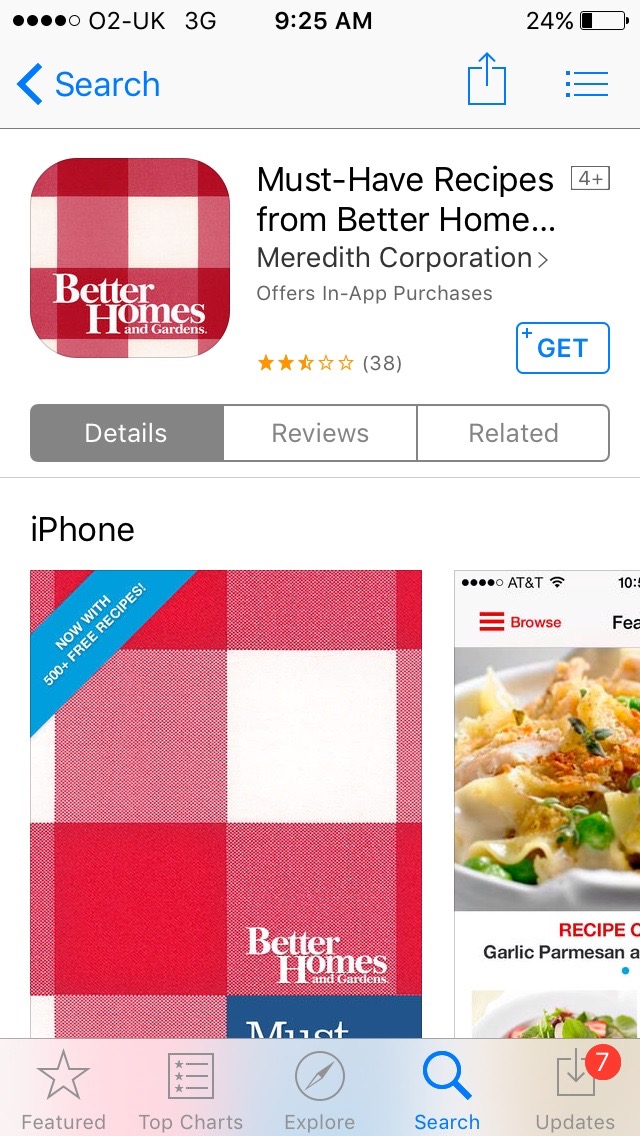 O2-UK 3G 9:25 AM 24%
Search
Must-Have Recipes 4+
from Better Home...
Meredith Corporation
Offers In-App Purchases
(38)
+ GET
Better
Homes
and Gardens.
Details Reviews Related
iPhone
NOW WITH
500+ FREE RECIPES!
Better
Homes
and Gardens.
Must
AT&T 10:5
Browse Fea
RECIPE O
Garlic Parmesan a
Featured Top Charts Explore Search Updates
7